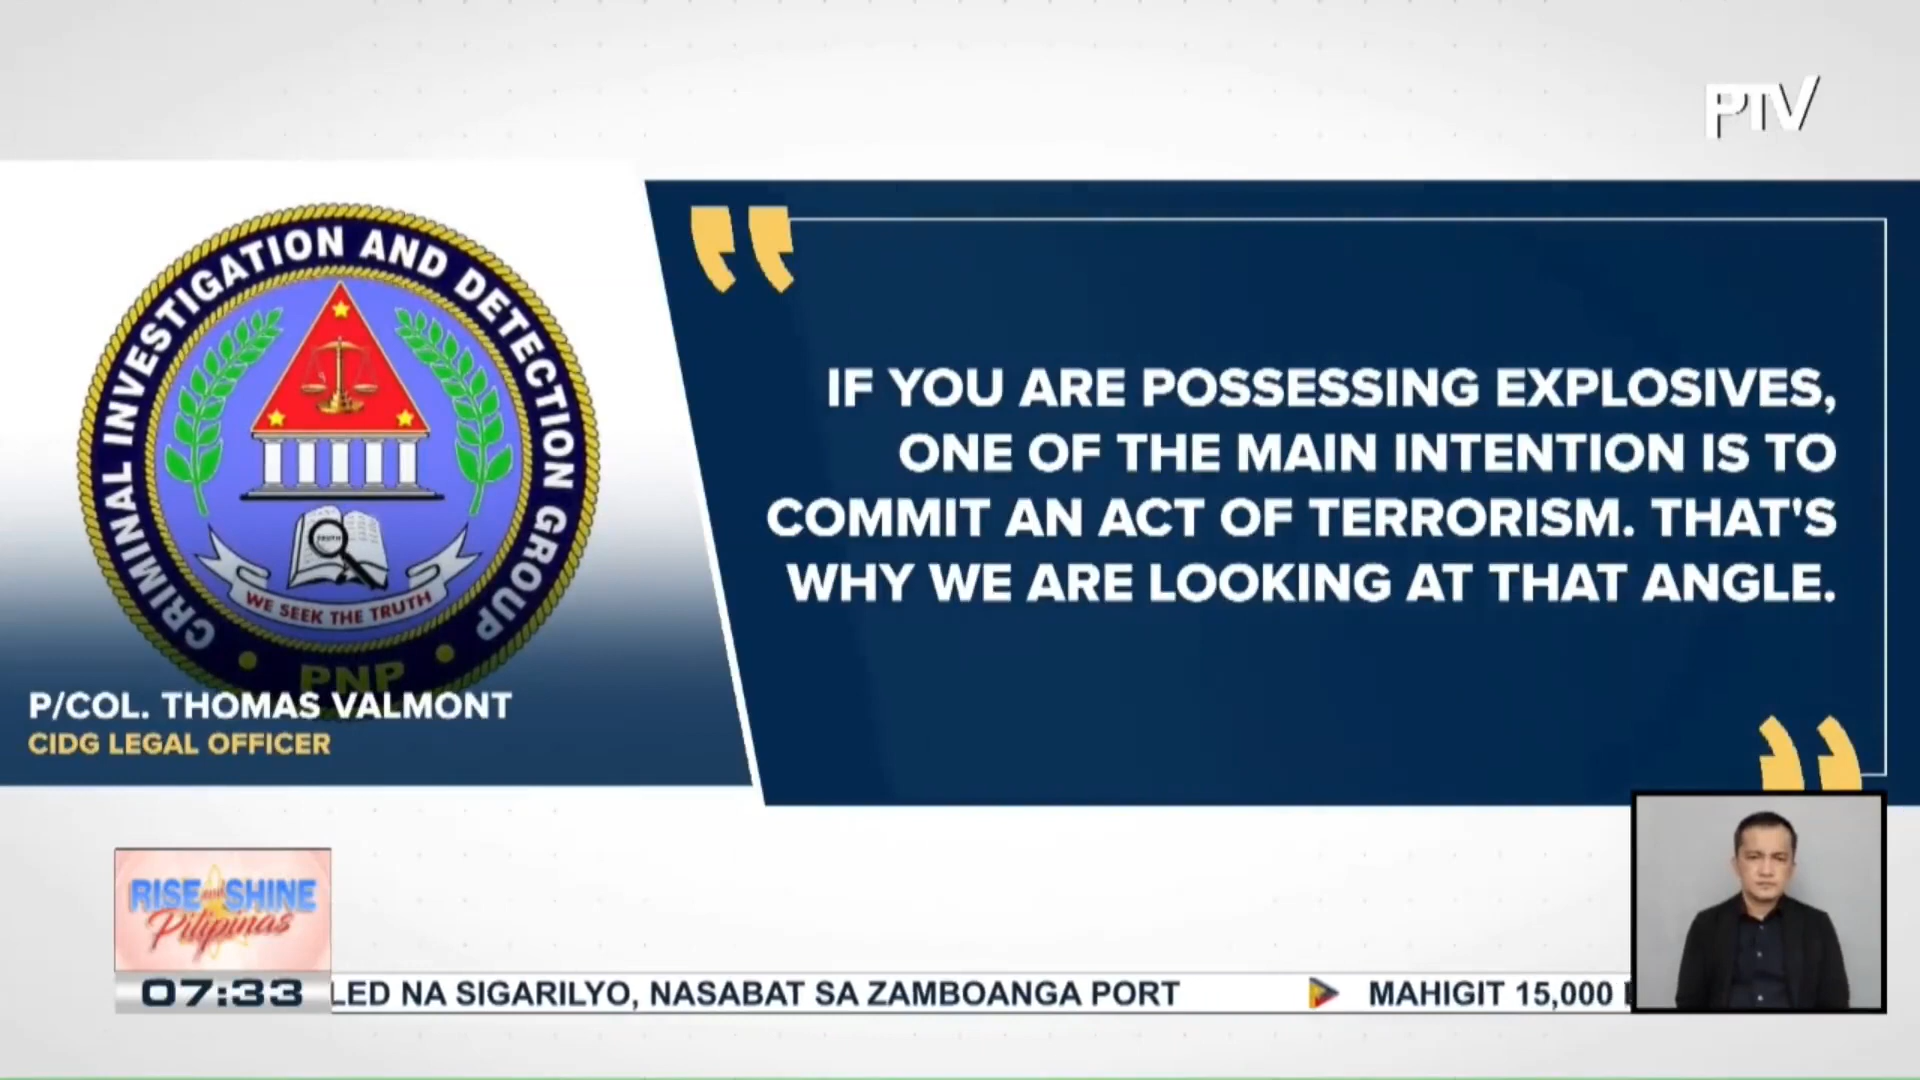 PTV
CRIMINAL INVESTIGATION AND DETECTION GROUP
TRUTH
WE SEEK THE TRUTH
PNP
P/COL. THOMAS VALMONT
CIDG LEGAL OFFICER
IF YOU ARE POSSESSING EXPLOSIVES,
ONE OF THE MAIN INTENTION IS TO
COMMIT AN ACT OF TERRORISM. THAT'S
WHY WE ARE LOOKING AT THAT ANGLE.
RISE and SHINE
Pilipinas
07:33
LED NA SIGARILYO, NASABAT SA ZAMBOANGA PORT
MAHIGIT 15,000